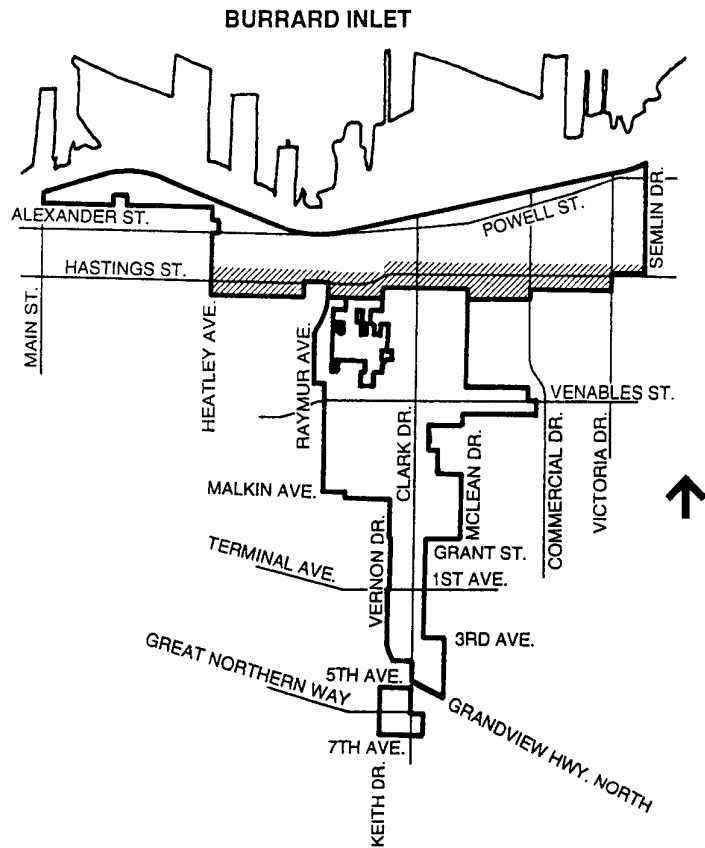 BURRARD INLET
ALEXANDER ST.
POWELL ST.
SEMLIN DR.
HASTINGS ST.
MAIN ST.
HEATLEY AVE.
RAYMUR AVE.
VENABLES ST.
CLARK DR.
MCLEAN DR.
COMMERCIAL DR.
VICTORIA DR.
MALKIN AVE.
VERNON DR.
GRANT ST.
TERMINAL AVE.
1ST AVE.
3RD AVE.
GREAT NORTHERN WAY
5TH AVE.
GRANDVIEW HWY. NORTH
7TH AVE.
KEITH DR.